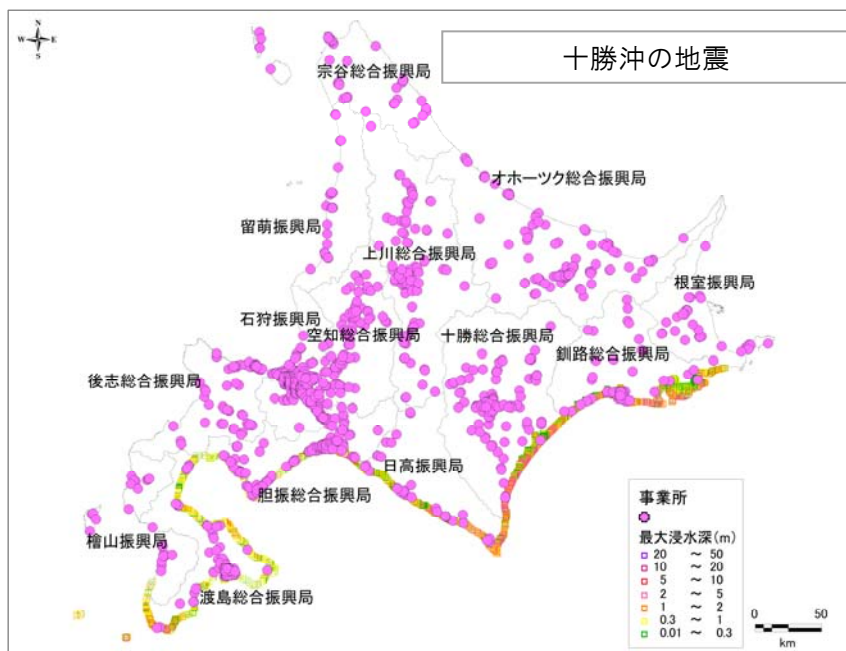 N
W E
S
十勝沖の地震
宗谷総合振興局
オホーツク総合振興局
留萌振興局
上川総合振興局
根室振興局
石狩振興局
空知総合振興局
十勝総合振興局
釧路総合振興局
後志総合振興局
日高振興局
胆振総合振興局
檜山振興局
渡島総合振興局
事業所
最大浸水深(m)
20 ～ 50
10 ～ 20
5 ～ 10
2 ～ 5
1 ～ 2
0.3 ～ 1
0.01 ～ 0.3
0 50
km